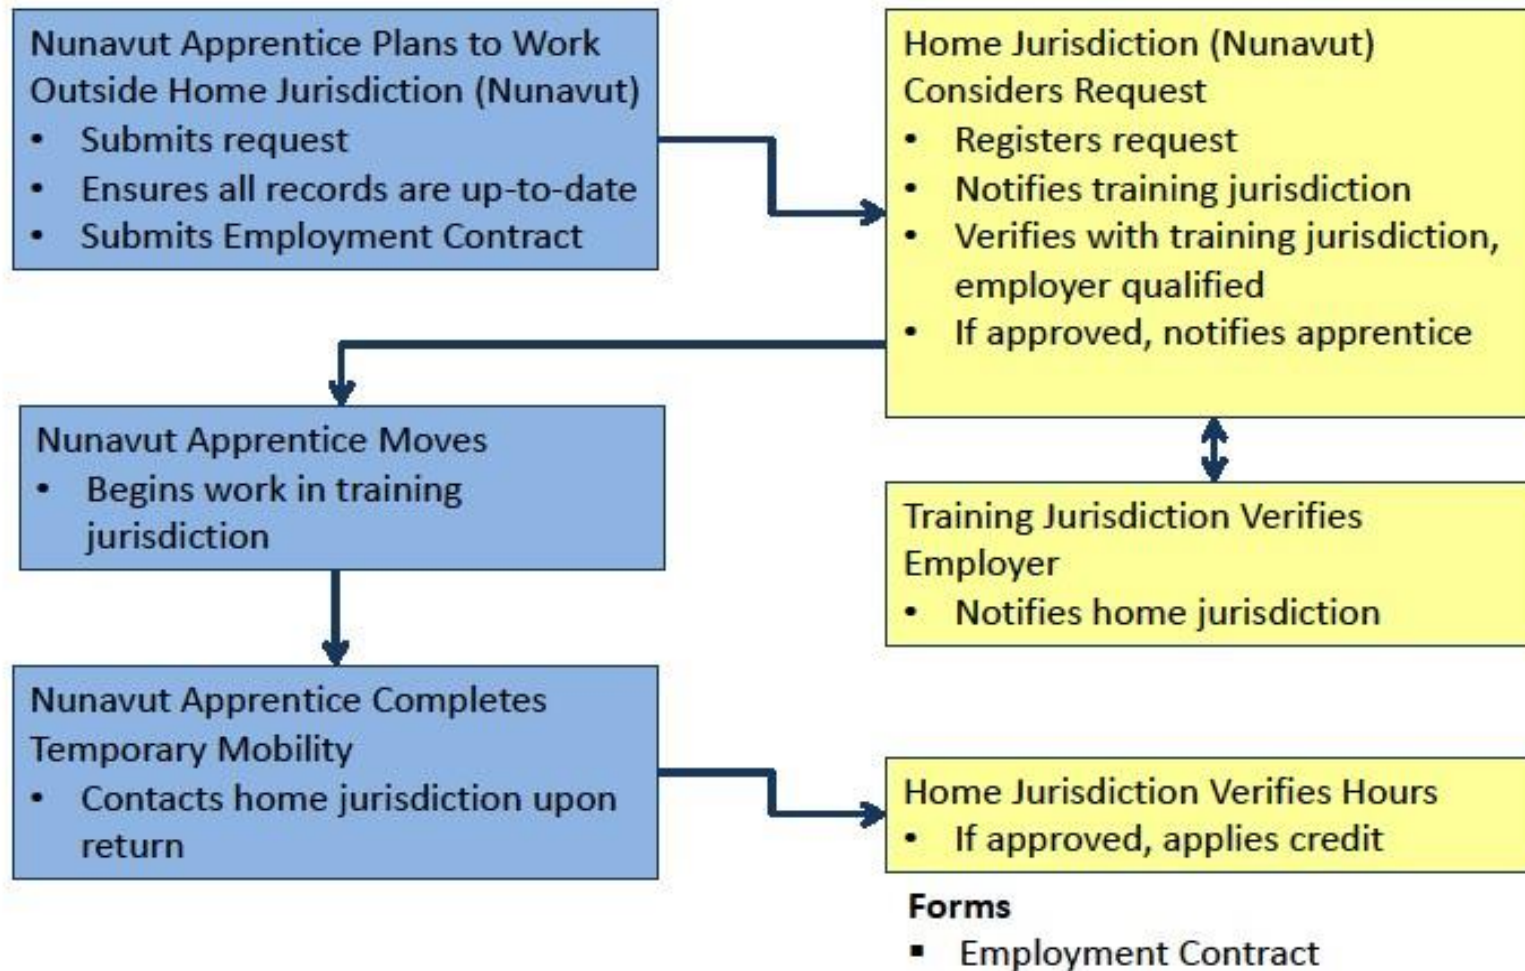 Nunavut Apprentice Plans to Work
Outside Home Jurisdiction (Nunavut)
• Submits request
• Ensures all records are up-to-date
• Submits Employment Contract
Home Jurisdiction (Nunavut)
Considers Request
• Registers request
• Notifies training jurisdiction
• Verifies with training jurisdiction,
employer qualified
• If approved, notifies apprentice
Nunavut Apprentice Moves
• Begins work in training
jurisdiction
Training Jurisdiction Verifies
Employer
• Notifies home jurisdiction
Nunavut Apprentice Completes
Temporary Mobility
• Contacts home jurisdiction upon
return
Home Jurisdiction Verifies Hours
• If approved, applies credit
Forms
▪ Employment Contract